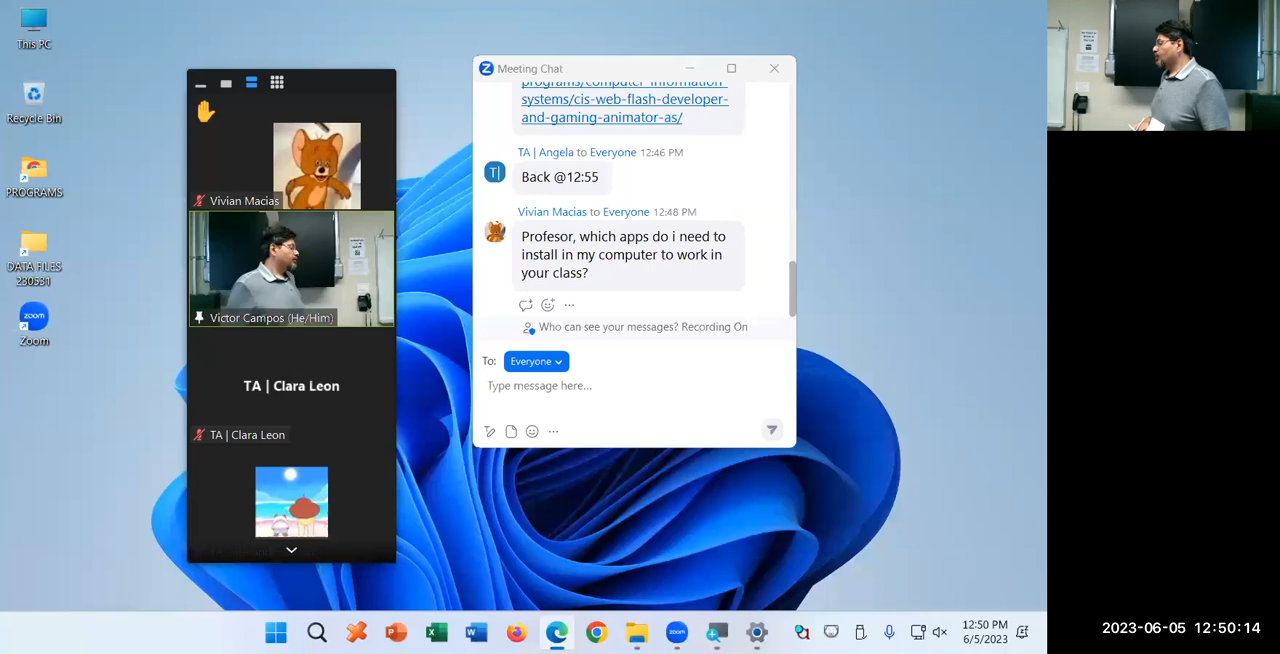 This PC
Recycle Bin
PROGRAMS
DATA FILES
230531
zoom
Zoom
Vivian Macias
Victor Campos (He/Him)
TA | Clara Leon
TA | Clara Leon
Meeting Chat
programs/computer-information-
systems/cis-web-flash-developer-
and-gaming-animator-as/
TA | Angela to Everyone 12:46 PM
T|
Back @12:55
Vivian Macias to Everyone 12:48 PM
Profesor, which apps do i need to
install in my computer to work in
your class?
Who can see your messages? Recording On
To: Everyone
Type message here...
zoom
12:50 PM
6/5/2023
2023-06-05 12:50:14